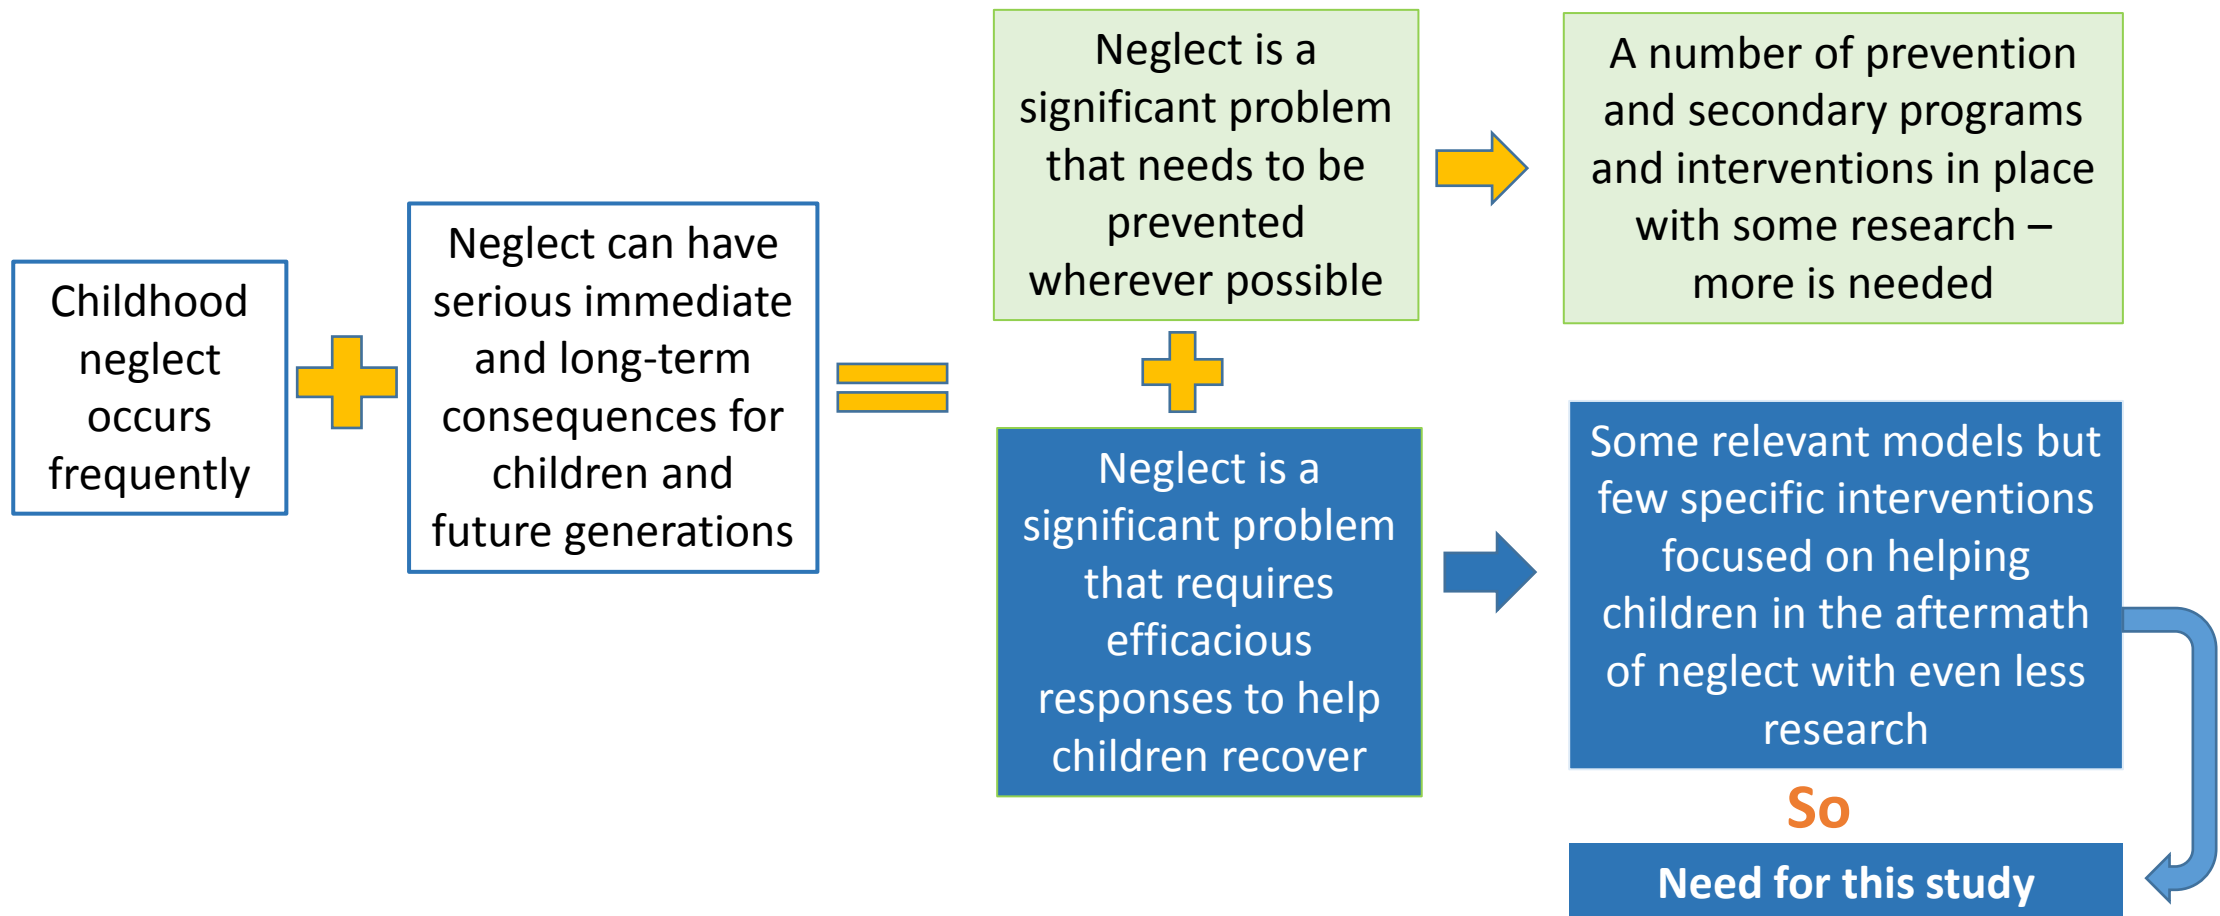 Childhood
neglect
occurs
frequently
Neglect can have
serious immediate
and long-term
consequences for
children and
future generations
Neglect is a
significant problem
that needs to be
prevented
wherever possible
A number of prevention
and secondary programs
and interventions in place
with some research –
more is needed
Neglect is a
significant problem
that requires
efficacious
responses to help
children recover
Some relevant models but
few specific interventions
focused on helping
children in the aftermath
of neglect with even less
research
So
Need for this study